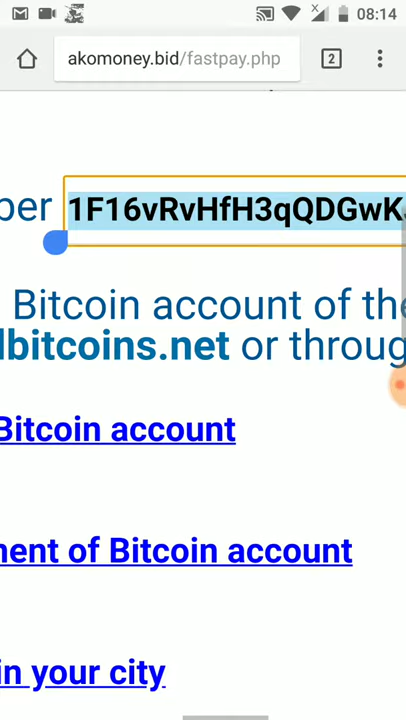 08:14
akomoney.bid/fastpay.php
2
ber 1F16vRvHfH3qQDGwK
Bitcoin account of the
lbitcoins.net or throug
Bitcoin account
nent of Bitcoin account
in your city